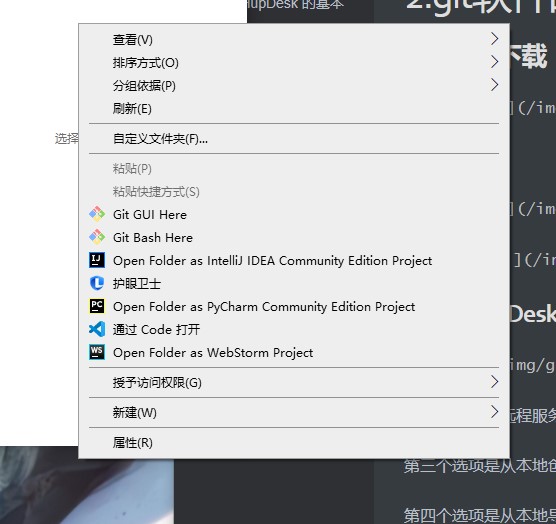 HupDesk 的基本
2.git软件
下载
查看(V)
排序方式(O)
分组依据(P)
](/im
刷新(E)
选择
自定义文件夹(F)...
粘贴(P)
粘贴快捷方式(S)
](/im
Git GUI Here
Git Bash Here
Open Folder as IntelliJ IDEA Community Edition Project
](/in
护眼卫士
Open Folder as PyCharm Community Edition Project
Desk
通过 Code 打开
Open Folder as WebStorm Project
img/g
授予访问权限(G)
新建(W)
远程服务
属性(R)
第三个选项是从本地
第四个选项是从本地